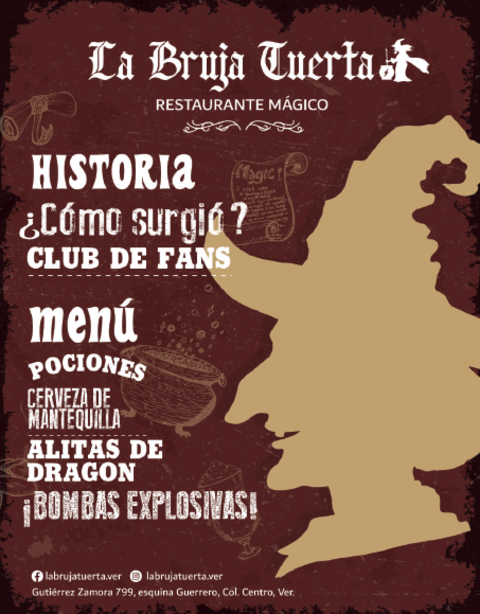 La Bruja Tuerta
RESTAURANTE MÁGICO
HISTORIA
¿Cómo surgió?
CLUB DE FANS
menú
POCIONES
CERVEZA DE
MANTEQUILLA
ALITAS DE
DRAGON
¡BOMBAS EXPLOSIVAS!
Magic!
labrujatuerta.ver labrujatuerta.ver
Gutiérrez Zamora 799, esquina Guerrero, Col. Centro, Ver.